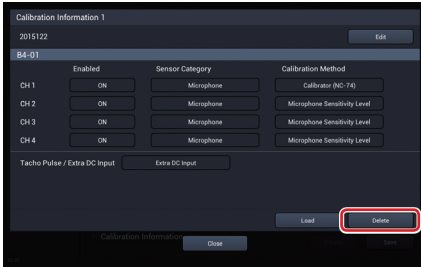 Calibration Information 1
2015122 Edit
B4-01
Enabled Sensor Category Calibration Method
CH 1 ON Microphone Calibrator (NC-74)
CH 2 ON Microphone Microphone Sensitivity Level
CH 3 ON Microphone Microphone Sensitivity Level
CH 4 ON Microphone Microphone Sensitivity Level
Tacho Pulse / Extra DC Input Extra DC Input
Load Delete
Calibration Information
Close Save